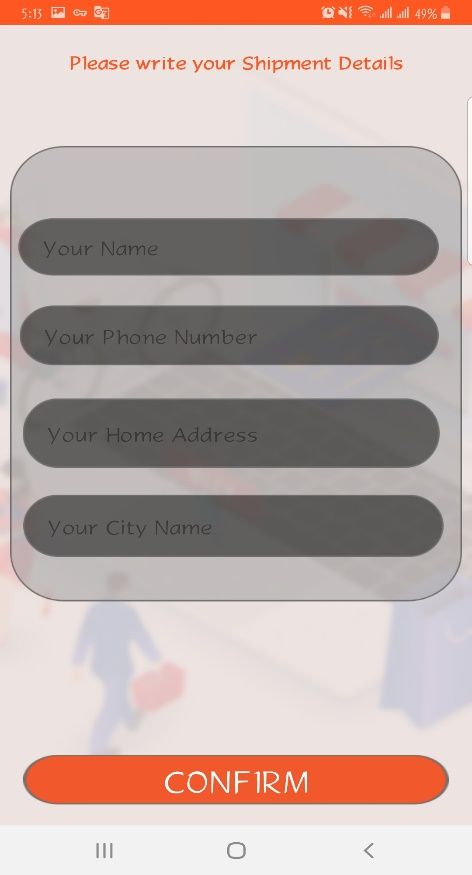 5:13
49%
Please write your Shipment Details
Your Name
Your Phone Number
Your Home Address
Your City Name
CONFIRM